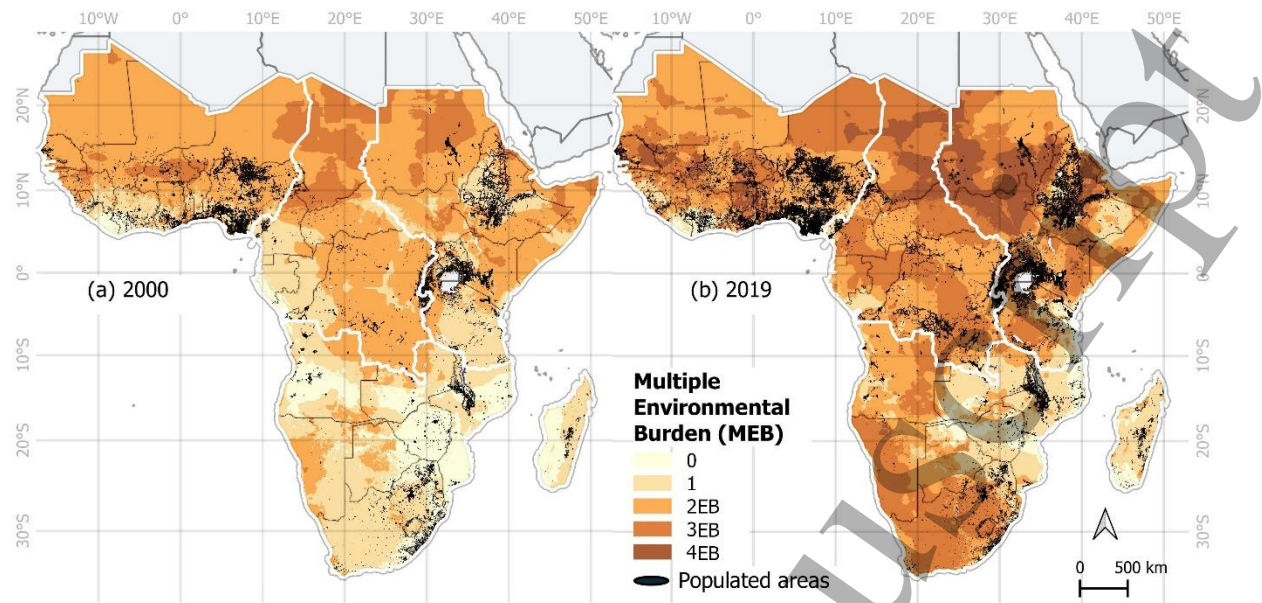 10°W 0° 10°E 20°E 30°E 40°E 50°E 10°W 0° 10°E 20°E 30°E 40°E 50°E
20°N 20°N
10°N 10°N
0° 0°
(a) 2000 (b) 2019
10°S 10°S
Multiple
Environmental
Burden (MEB)
20°S 20°S
0
1
2EB
30°S 3EB 30°S
4EB
Populated areas
0 500 km
uscript